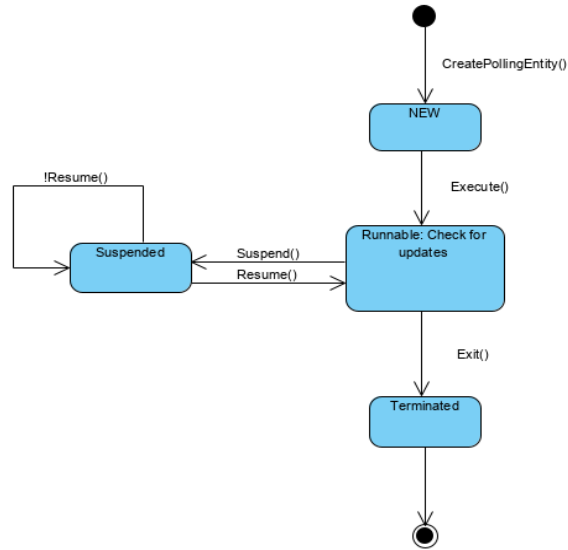 CreatePollingEntity()
NEW
Execute()
!Resume()
Runnable: Check for
updates
Suspended
Suspend()
Resume()
Exit()
Terminated